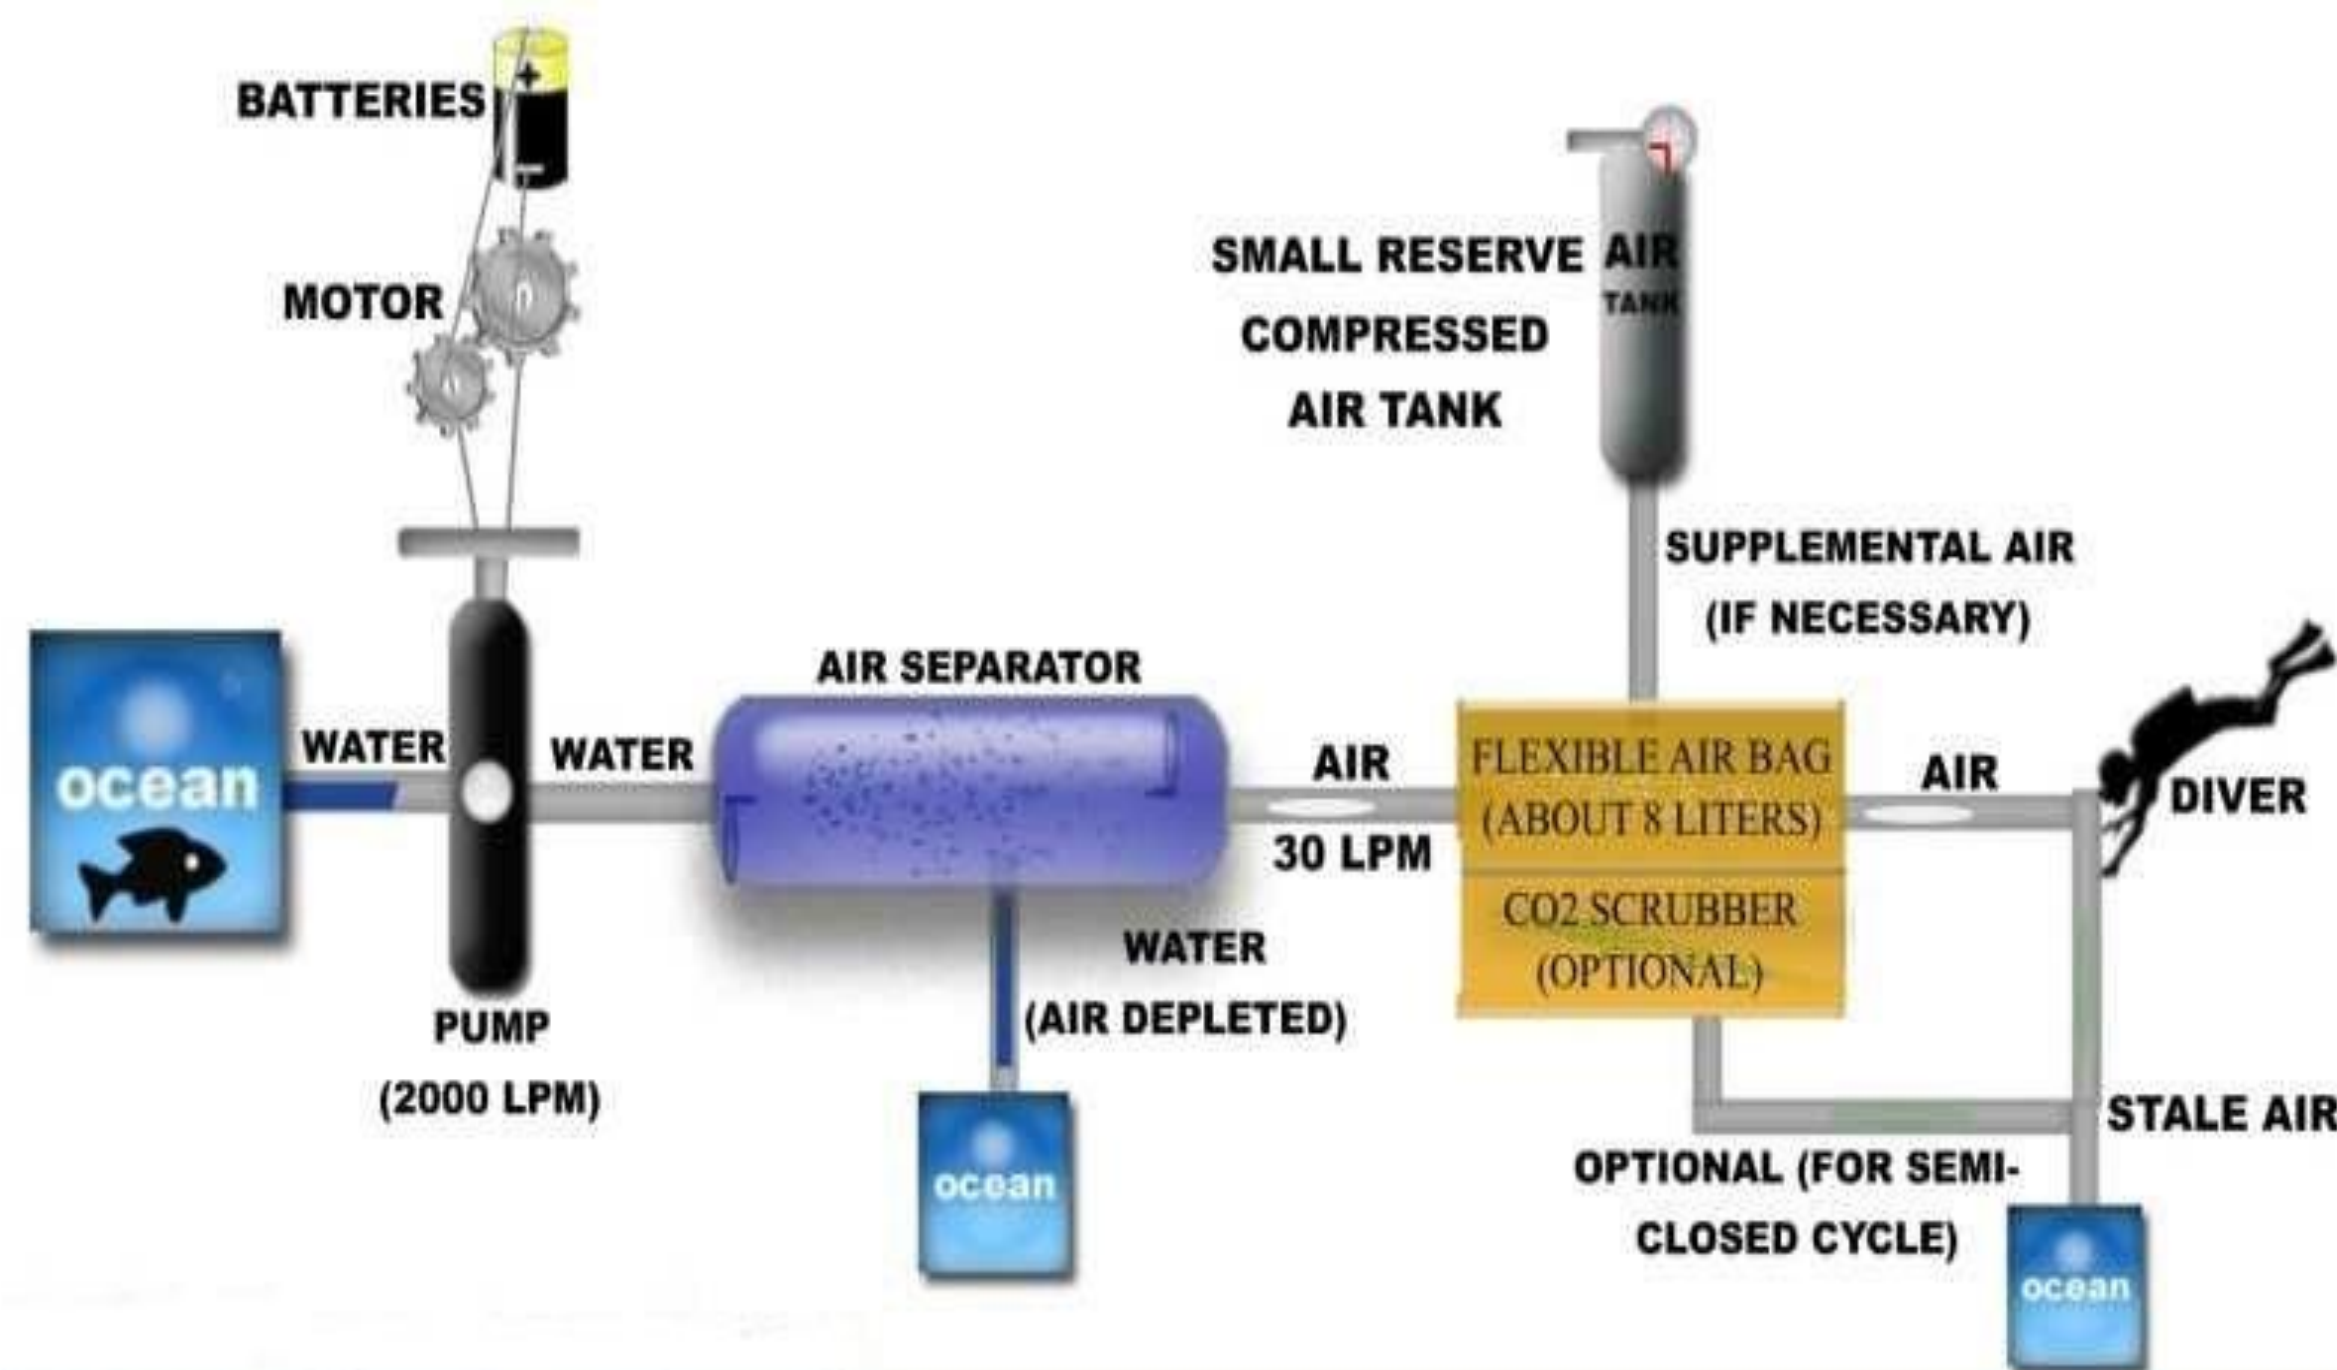 BATTERIES
+
-
MOTOR
SMALL RESERVE
COMPRESSED
AIR TANK
AIR
TANK
SUPPLEMENTAL AIR
(IF NECESSARY)
ocean
WATER
WATER
PUMP
(2000 LPM)
AIR SEPARATOR
AIR
30 LPM
WATER
(AIR DEPLETED)
ocean
FLEXIBLE AIR BAG
(ABOUT 8 LITERS)
CO2 SCRUBBER
(OPTIONAL)
AIR
DIVER
STALE AIR
OPTIONAL (FOR SEMI-
CLOSED CYCLE)
ocean